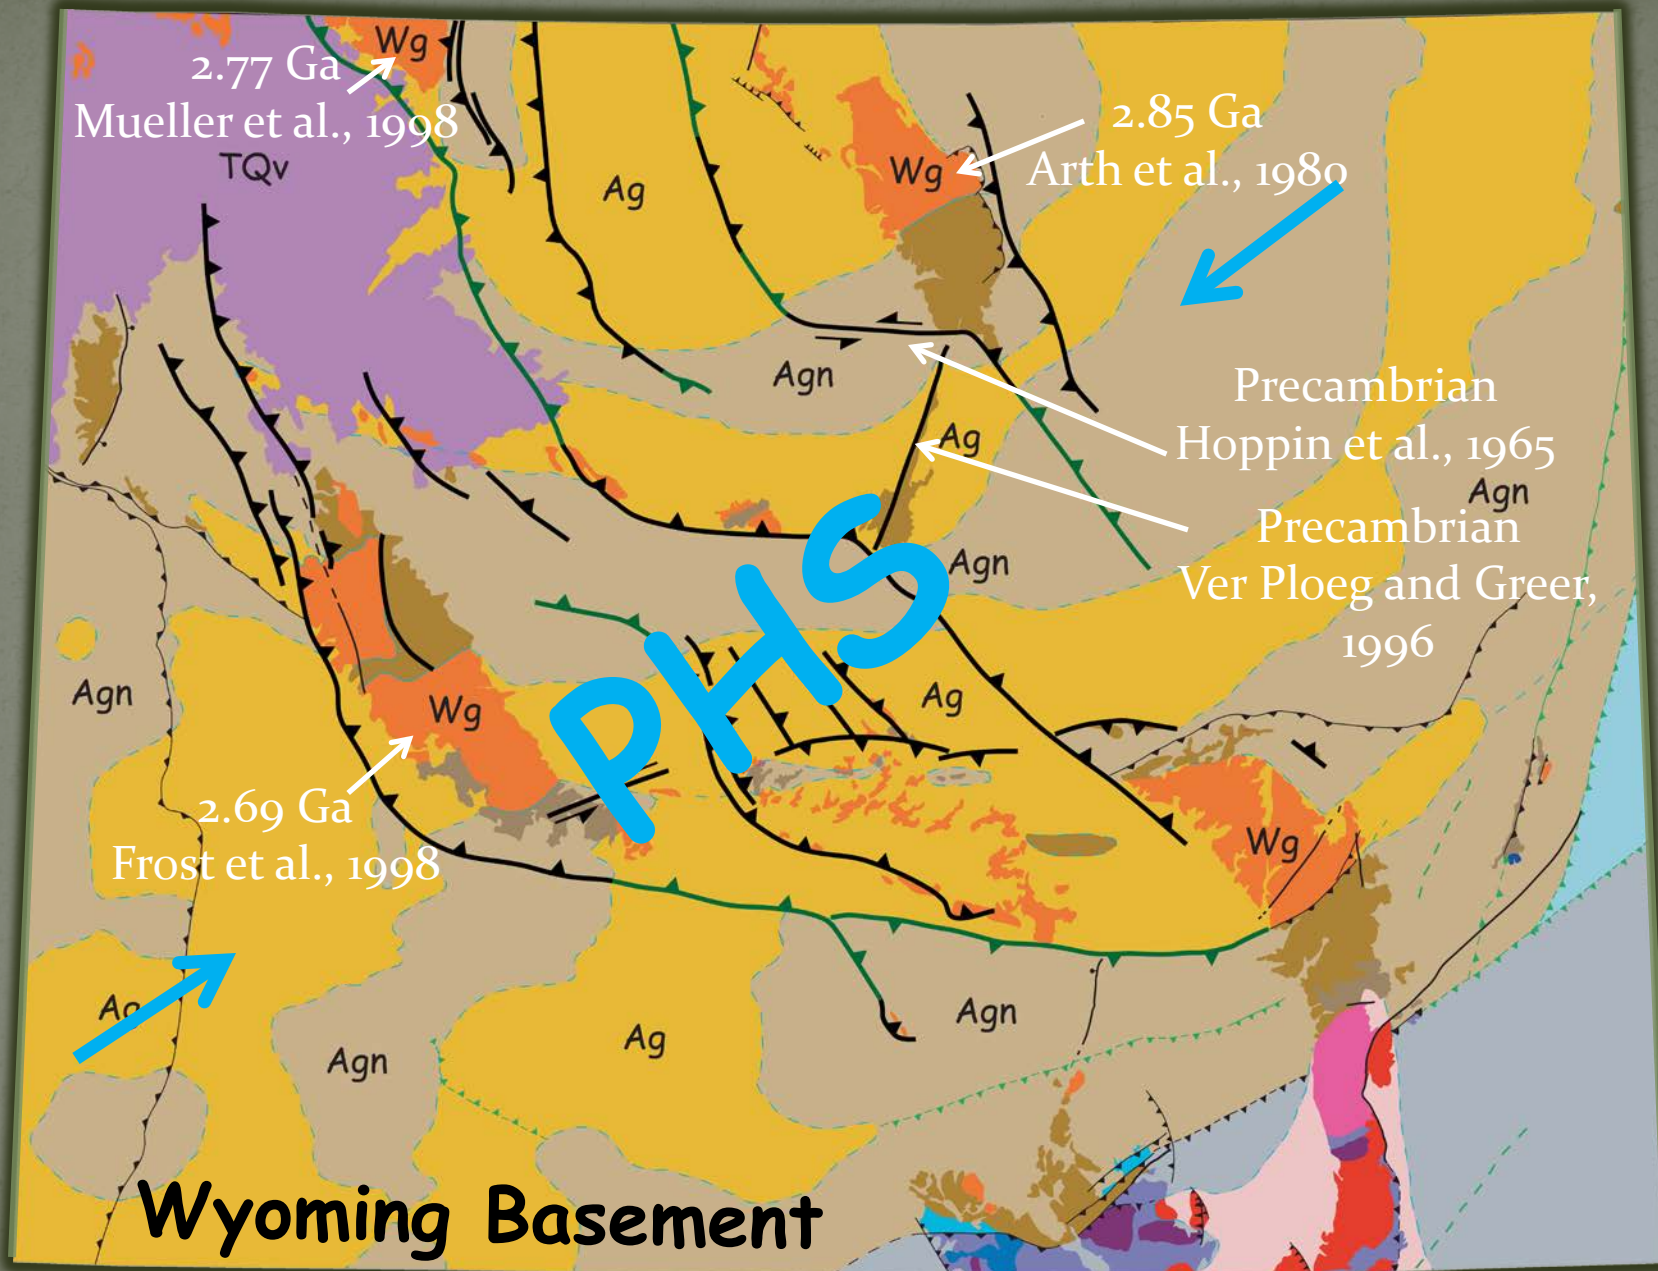 Wg
2.77 Ga
Mueller et al., 1998
TQv
Ag
Wg
2.85 Ga
Arth et al., 1980
Agn
Precambrian
Hoppin et al., 1965
Ag
Agn
Precambrian
Ver Ploeg and Greer,
1996
Agn
PHS
Agn
Wg
Ag
2.69 Ga
Frost et al., 1998
Wg
Ag
Agn
Ag
Agn
Wyoming Basement